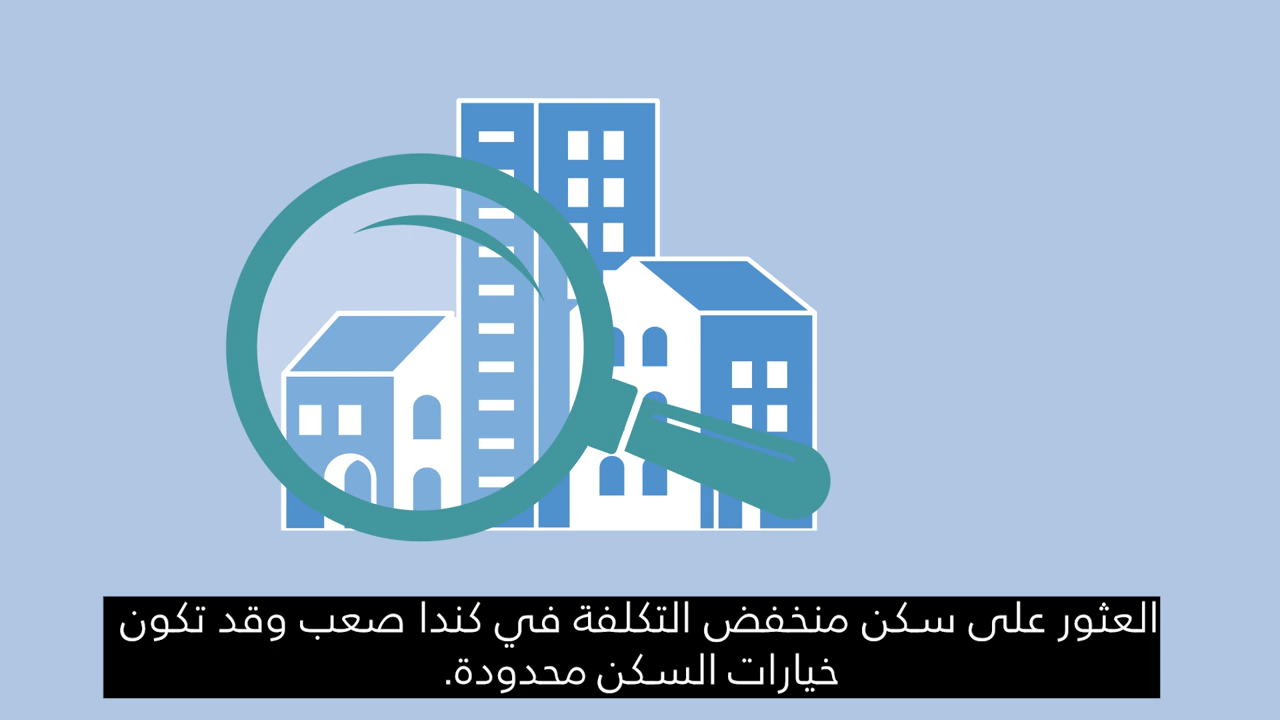 العثور على سكن منخفض التكلفة في كندا صعب وقد تكون
خيارات السكن محدودة.